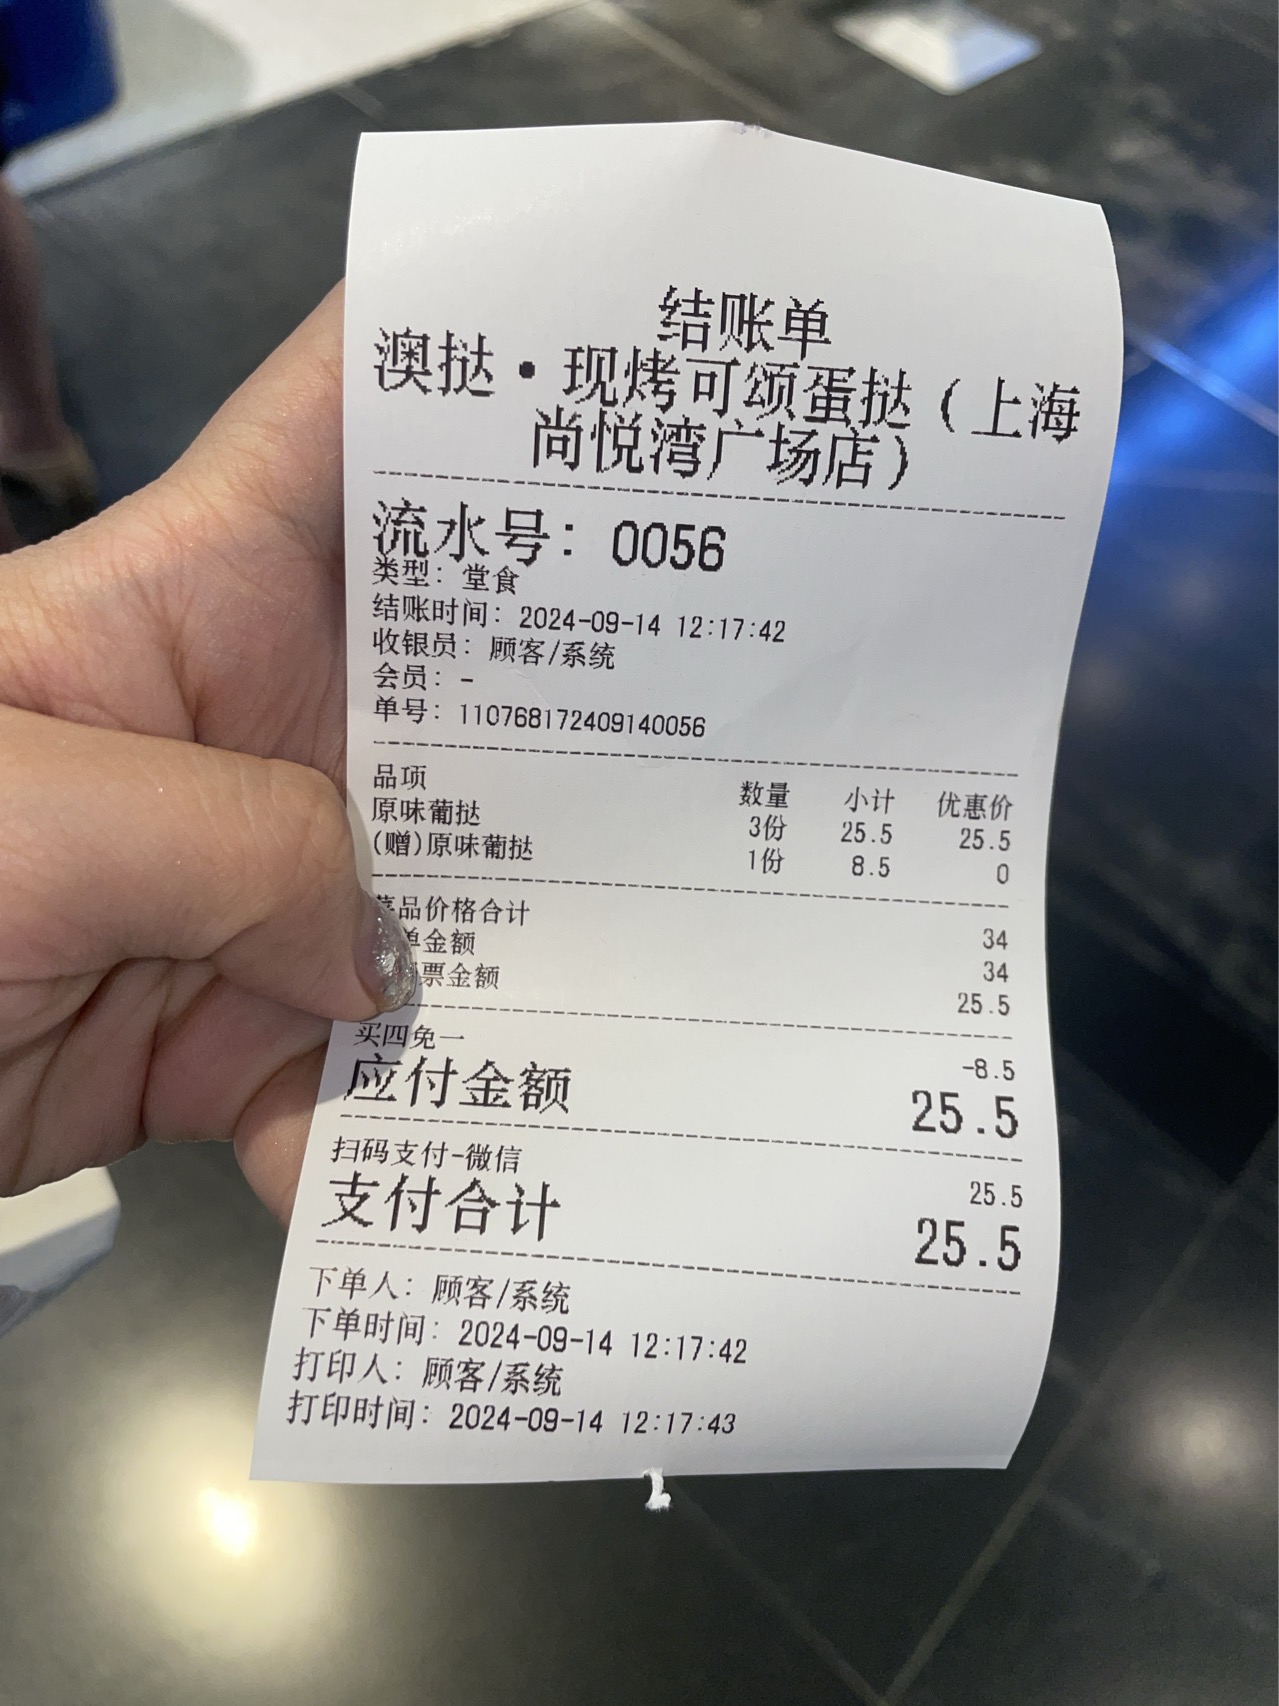 结账单
澳挞·现烤可颂蛋挞（上海
尚悦湾广场店）
流水号：0056
类型：堂食
结账时间：2024-09-14 12:17:42
收银员：顾客/系统
会员：-
单号：110768172409140056
品项 数量 小计 优惠价
原味葡挞 3份 25.5 25.5
(赠)原味葡挞 1份 8.5 0
菜品价格合计 34
单金额 34
票金额 25.5
买四免一 -8.5
应付金额 25.5
扫码支付-微信 25.5
支付合计 25.5
下单人：顾客/系统
下单时间：2024-09-14 12:17:42
打印人：顾客/系统
打印时间：2024-09-14 12:17:43